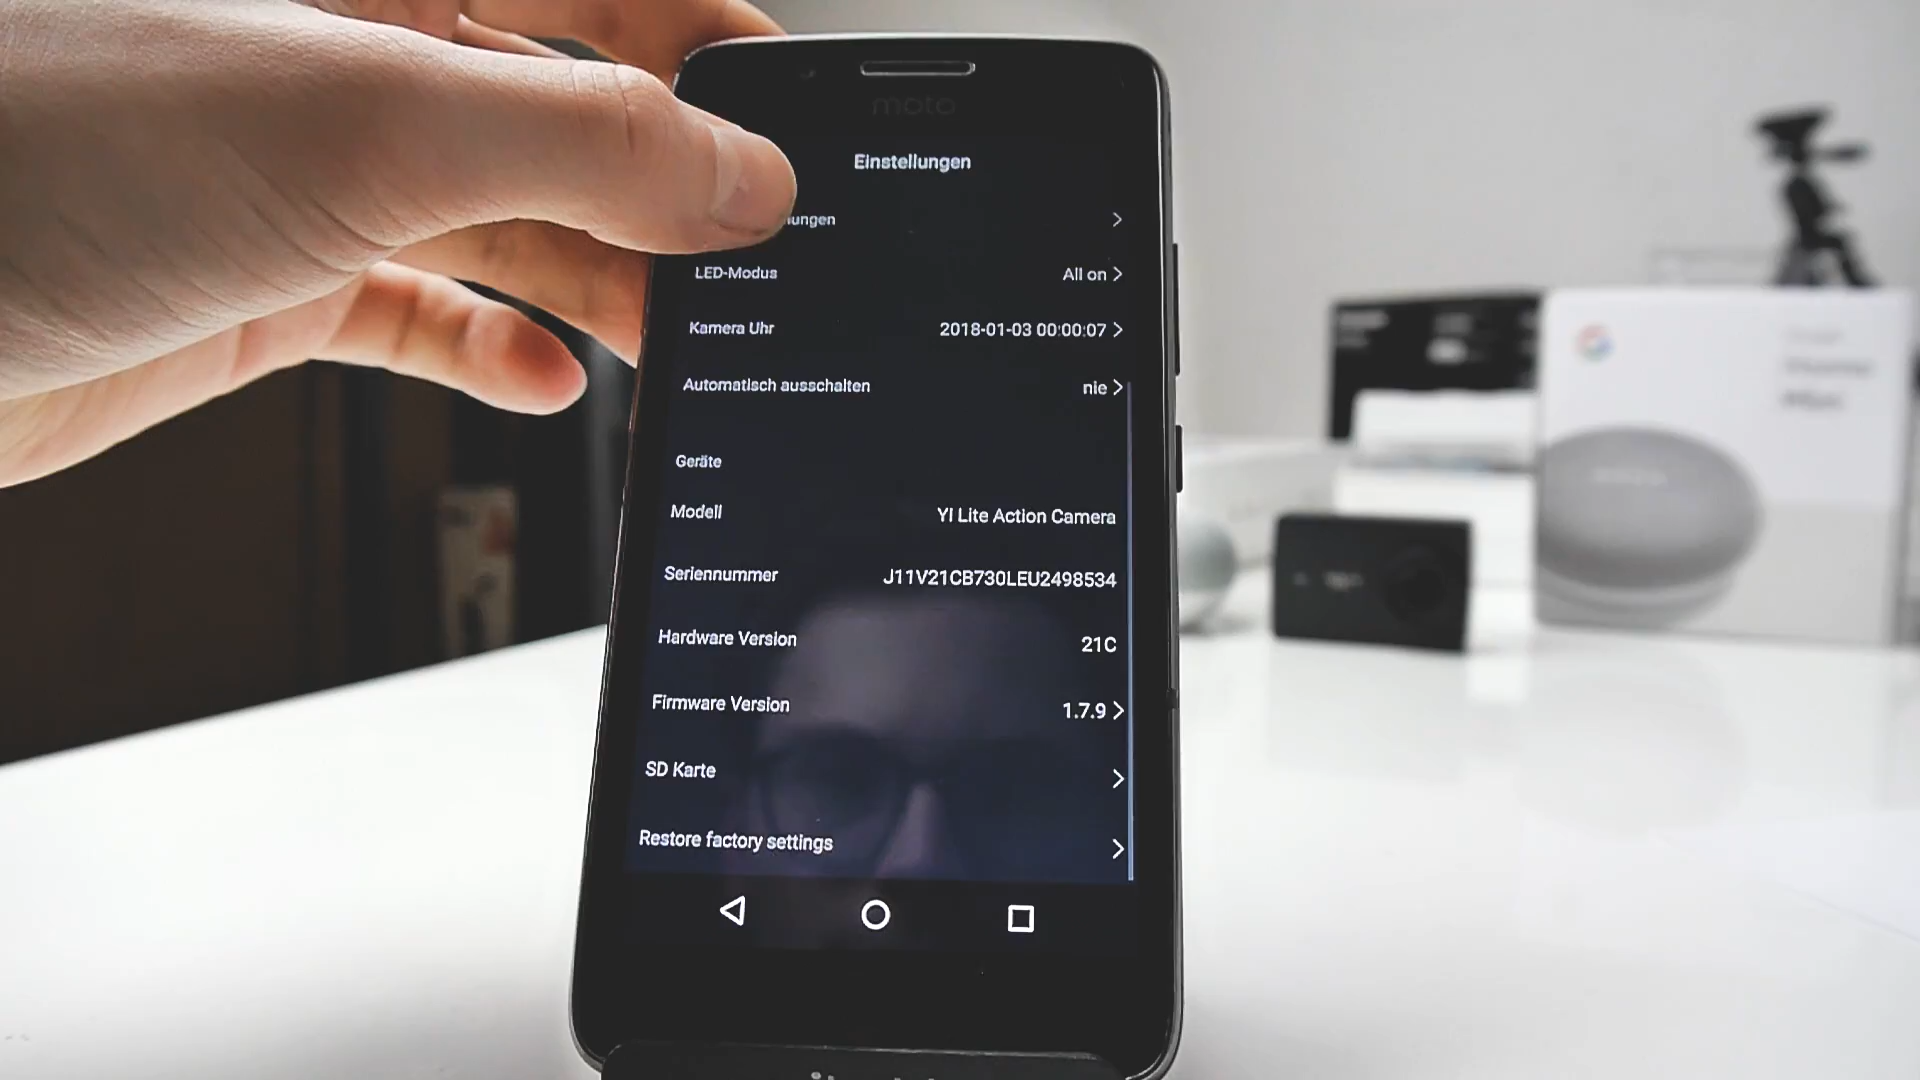 moto
Einstellungen
LED-Modus All on
Kamera Uhr 2018-01-03 00:00:07
Automatisch ausschalten nie
Geräte
Modell YI Lite Action Camera
Seriennummer J11V21CB730LEU2498534
Hardware Version 21C
Firmware Version 1.7.9
SD Karte
Restore factory settings